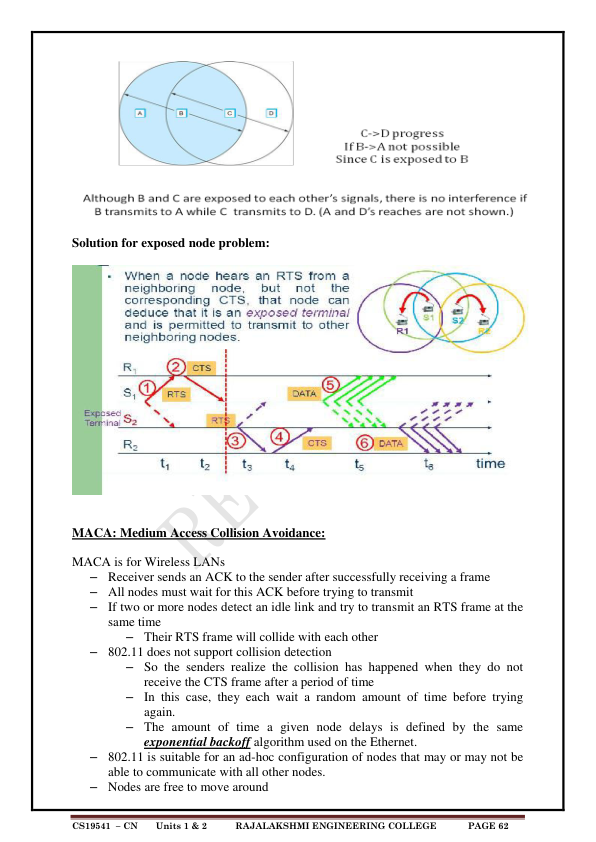 A B C D
C->D progress
If B->A not possible
Since C is exposed to B
Although B and C are exposed to each other's signals, there is no interference if
B transmits to A while C transmits to D. (A and D's reaches are not shown.)
Solution for exposed node problem:
• When a node hears an RTS from a
neighboring node, but not the
corresponding CTS, that node can
deduce that it is an exposed terminal
and is permitted to transmit to other
neighboring nodes.
R1 S1 S2 R2
R1 2 CTS
S1 1 RTS DATA 5
Exposed
Terminal S2 RTS
R2 3 4 CTS 6 DATA
t1 t2 t3 t4 t5 t6 time
RE
MACA: Medium Access Collision Avoidance:
MACA is for Wireless LANs
– Receiver sends an ACK to the sender after successfully receiving a frame
– All nodes must wait for this ACK before trying to transmit
– If two or more nodes detect an idle link and try to transmit an RTS frame at the
same time
– Their RTS frame will collide with each other
– 802.11 does not support collision detection
– So the senders realize the collision has happened when they do not
receive the CTS frame after a period of time
– In this case, they each wait a random amount of time before trying
again.
– The amount of time a given node delays is defined by the same
exponential backoff algorithm used on the Ethernet.
– 802.11 is suitable for an ad-hoc configuration of nodes that may or may not be
able to communicate with all other nodes.
– Nodes are free to move around
CS19541 – CN Units 1 & 2 RAJALAKSHMI ENGINEERING COLLEGE PAGE 62